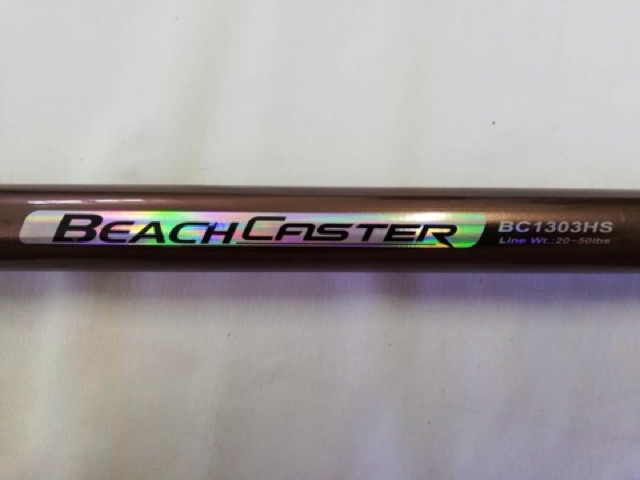 BEACHCASTER
BC1303HS
Line Wt.:20-50lbs